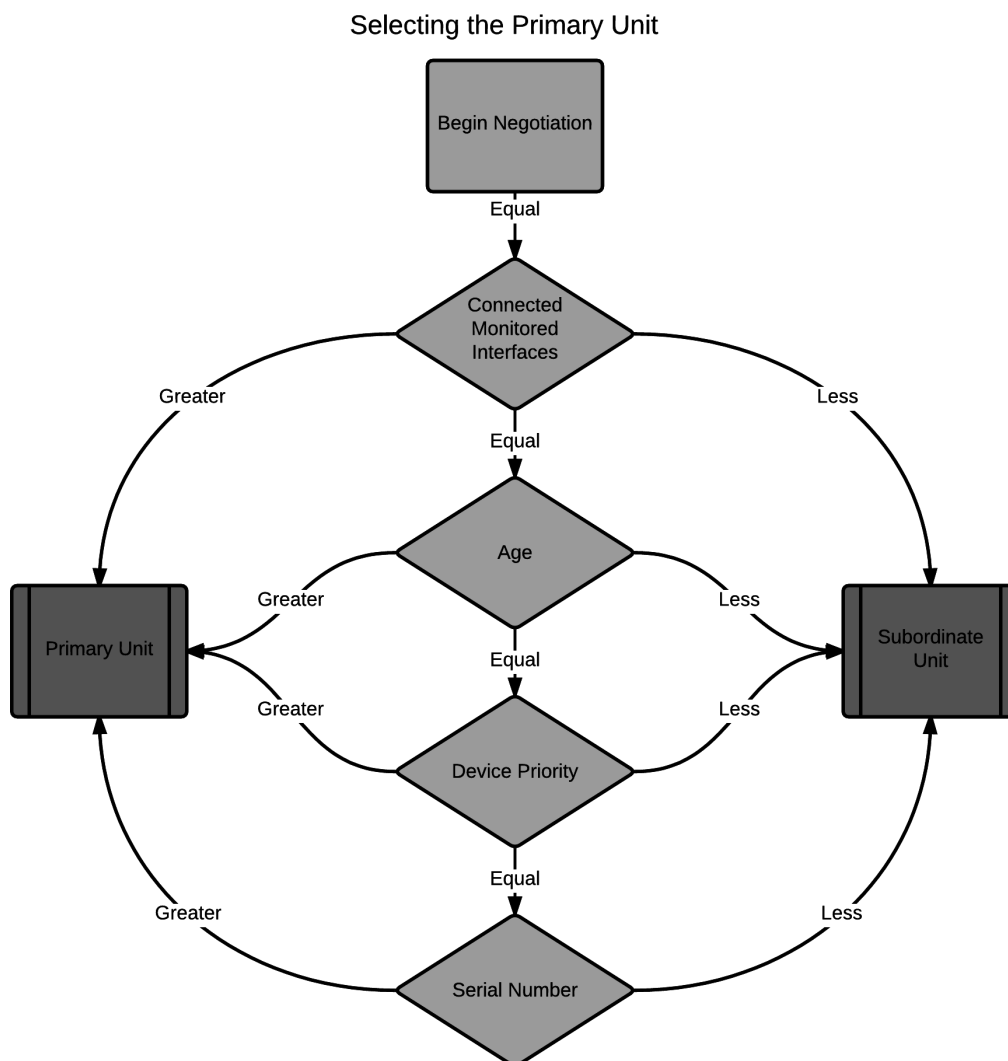 Selecting the Primary Unit
Begin Negotiation
Equal
Connected
Monitored
Interfaces
Greater
Less
Equal
Age
Greater
Less
Primary Unit
Subordinate
Unit
Equal
Greater
Less
Device Priority
Equal
Greater
Less
Serial Number